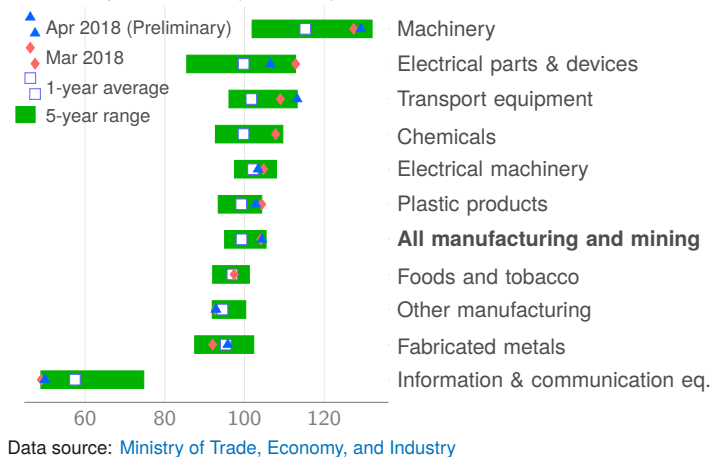 Apr 2018 (Preliminary)
Mar 2018
1-year average
5-year range
Machinery
Electrical parts & devices
Transport equipment
Chemicals
Electrical machinery
Plastic products
All manufacturing and mining
Foods and tobacco
Other manufacturing
Fabricated metals
Information & communication eq.
60 80 100 120
Data source: Ministry of Trade, Economy, and Industry